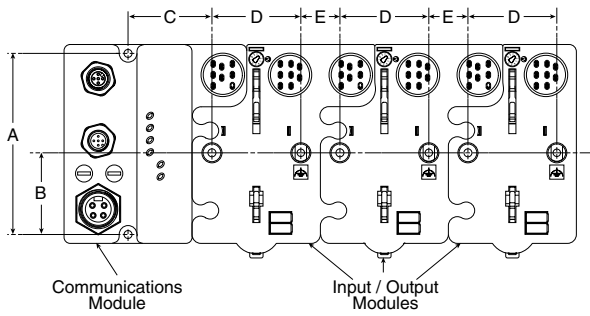 C D E D E D
A
B
Communications
Module
Input / Output
Modules